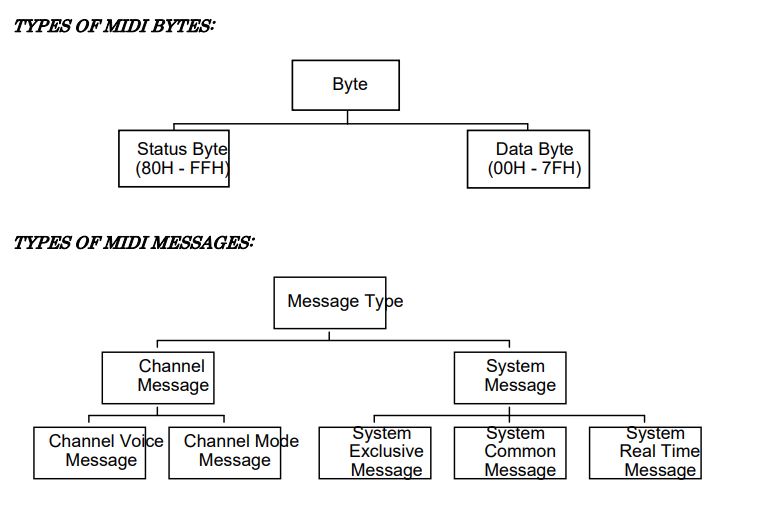 TYPES OF MIDI BYTES:
Byte
Status Byte
(80H - FFH)
Data Byte
(00H - 7FH)
TYPES OF MIDI MESSAGES:
Message Type
Channel
Message
System
Message
Channel Voice
Message
Channel Mode
Message
System
Exclusive
Message
System
Common
Message
System
Real Time
Message